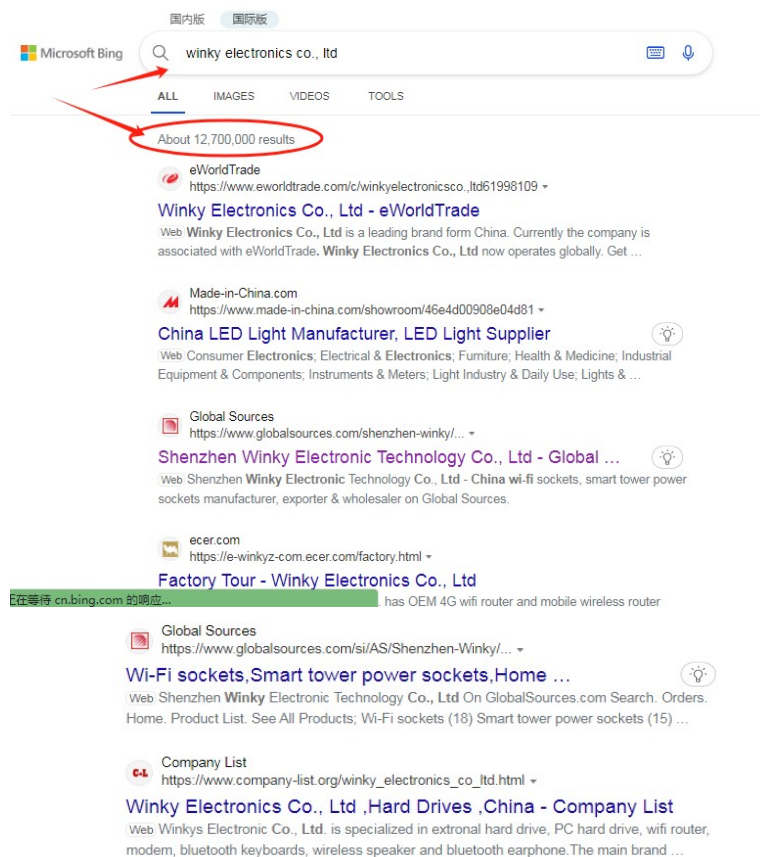 国内版 国际版
Microsoft Bing
winky electronics co., ltd
ALL IMAGES VIDEOS TOOLS
About 12,700,000 results
eWorldTrade
https://www.eworldtrade.com/c/winkyelectronicsco.,ltd61998109
Winky Electronics Co., Ltd - eWorldTrade
Web Winky Electronics Co., Ltd is a leading brand form China. Currently the company is
associated with eWorldTrade. Winky Electronics Co., Ltd now operates globally. Get ...
Made-in-China.com
https://www.made-in-china.com/showroom/46e4d00908e04d81
China LED Light Manufacturer, LED Light Supplier
Web Consumer Electronics; Electrical & Electronics; Furniture; Health & Medicine; Industrial
Equipment & Components; Instruments & Meters; Light Industry & Daily Use; Lights & ...
Global Sources
https://www.globalsources.com/shenzhen-winky/...
Shenzhen Winky Electronic Technology Co., Ltd - Global ...
Web Shenzhen Winky Electronic Technology Co., Ltd - China wi-fi sockets, smart tower power
sockets manufacturer, exporter & wholesaler on Global Sources.
ecer.com
https://e-winkyz-com.ecer.com/factory.html
Factory Tour - Winky Electronics Co., Ltd
正在等待 cn.bing.com 的响应... has OEM 4G wifi router and mobile wireless router
Global Sources
https://www.globalsources.com/si/AS/Shenzhen-Winky/...
Wi-Fi sockets,Smart tower power sockets,Home ...
Web Shenzhen Winky Electronic Technology Co., Ltd On GlobalSources.com Search. Orders.
Home. Product List. See All Products; Wi-Fi sockets (18) Smart tower power sockets (15) ...
C-L
Company List
https://www.company-list.org/winky_electronics_co_ltd.html
Winky Electronics Co., Ltd ,Hard Drives ,China - Company List
Web Winkys Electronic Co., Ltd. is specialized in extronal hard drive, PC hard drive, wifi router,
modem, bluetooth keyboards, wireless speaker and bluetooth earphone.The main brand ...